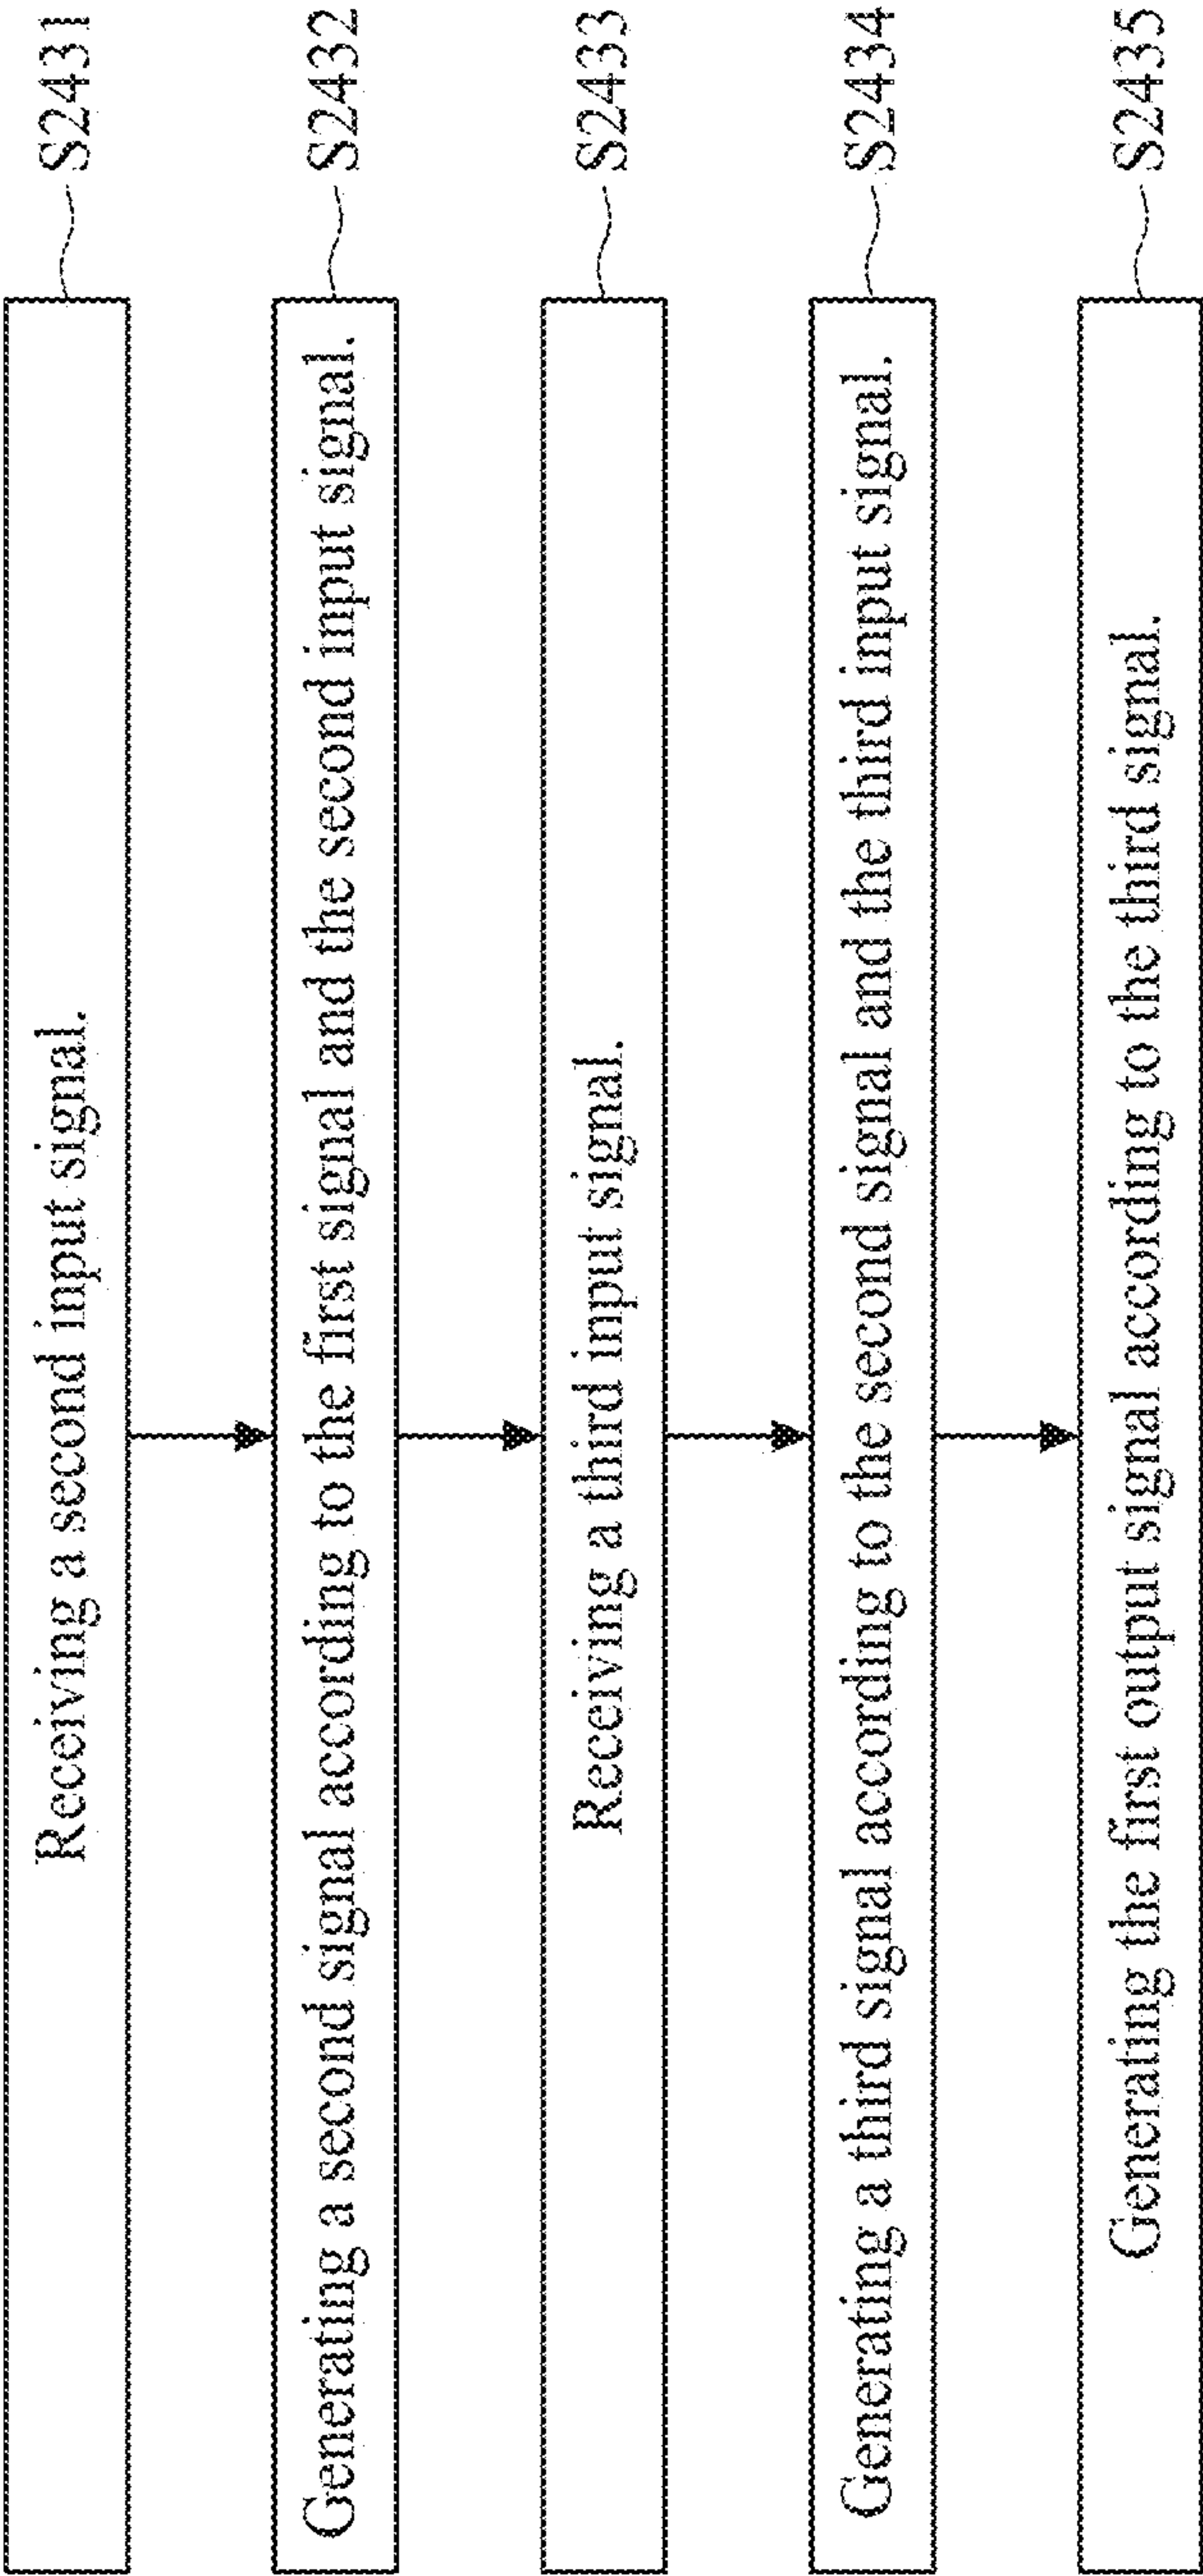 Receiving a second input signal. S2431
Generating a second signal according to the first signal and the second input signal. S2432
Receiving a third input signal. S2433
Generating a third signal according to the second signal and the third input signal. S2434
Generating the first output signal according to the third signal. S2435